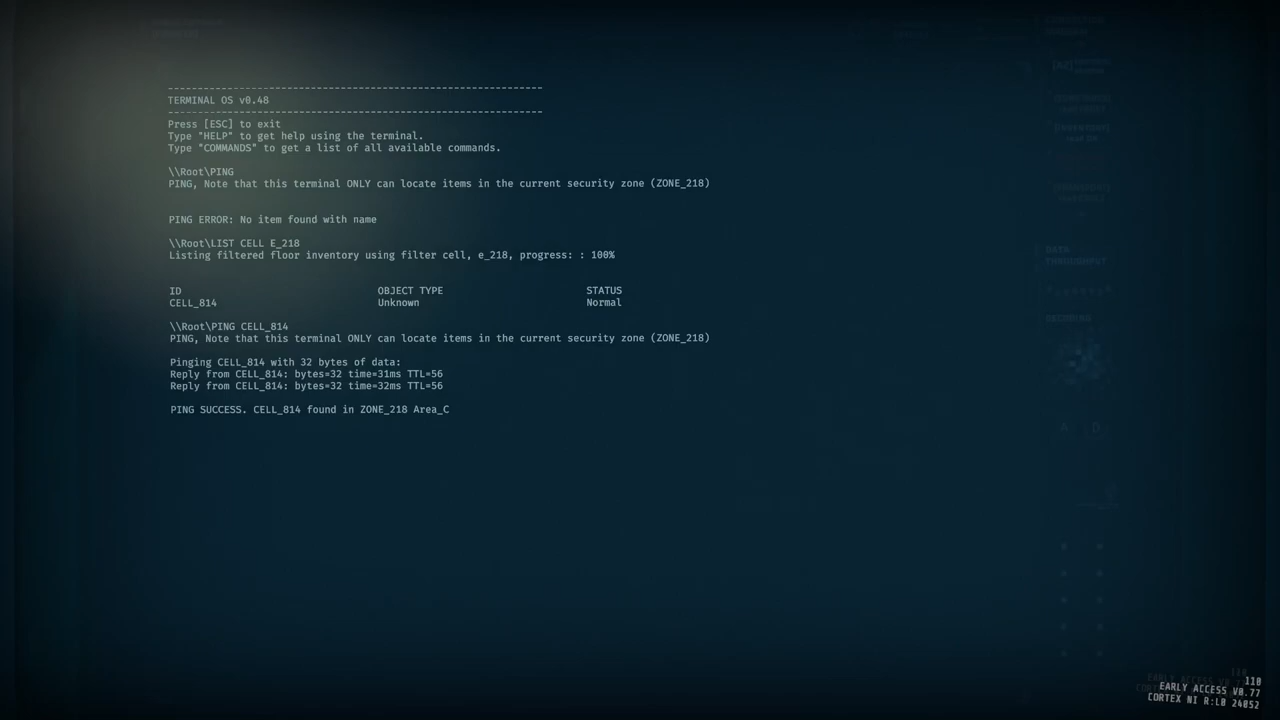 ---------------------------------------------------------------
TERMINAL OS v0.48
---------------------------------------------------------------
Press [ESC] to exit
Type "HELP" to get help using the terminal.
Type "COMMANDS" to get a list of all available commands.
\\Root\PING
PING, Note that this terminal ONLY can locate items in the current security zone (ZONE_218)
PING ERROR: No item found with name
\\Root\LIST CELL E_218
Listing filtered floor inventory using filter cell, e_218, progress: : 100%
ID OBJECT TYPE STATUS
CELL_814 Unknown Normal
\\Root\PING CELL_814
PING, Note that this terminal ONLY can locate items in the current security zone (ZONE_218)
Pinging CELL_814 with 32 bytes of data:
Reply from CELL_814: bytes=32 time=31ms TTL=56
Reply from CELL_814: bytes=32 time=32ms TTL=56
PING SUCCESS. CELL_814 found in ZONE_218 Area_C
DATA
THROUGHPUT
DECODING
A D
110
EARLY ACCESS V0.77
CORTEX NI R:L0 24052